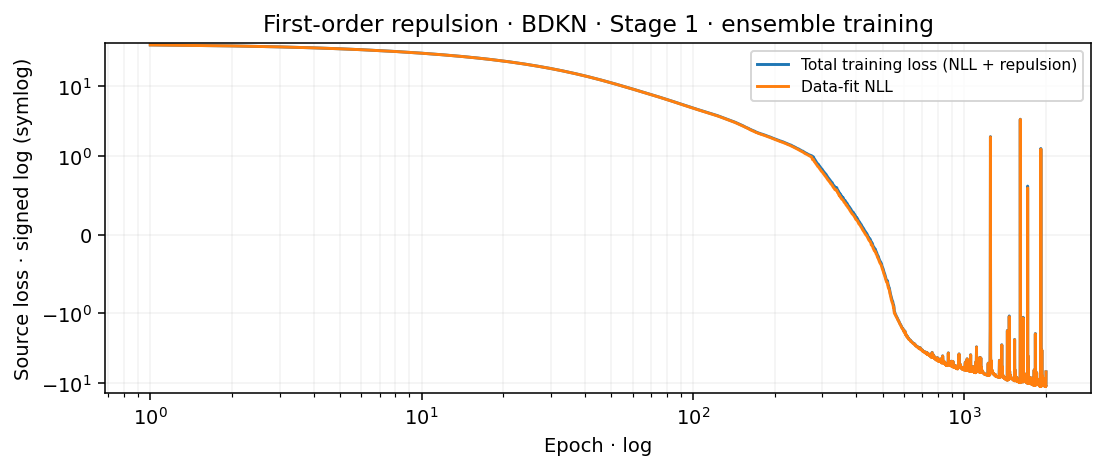 First-order repulsion · BDKN · Stage 1 · ensemble training
Source loss · signed log (symlog)
Total training loss (NLL + repulsion)
Data-fit NLL
10¹
10⁰
0
−10⁰
−10¹
10⁰ 10¹ 10² 10³
Epoch · log